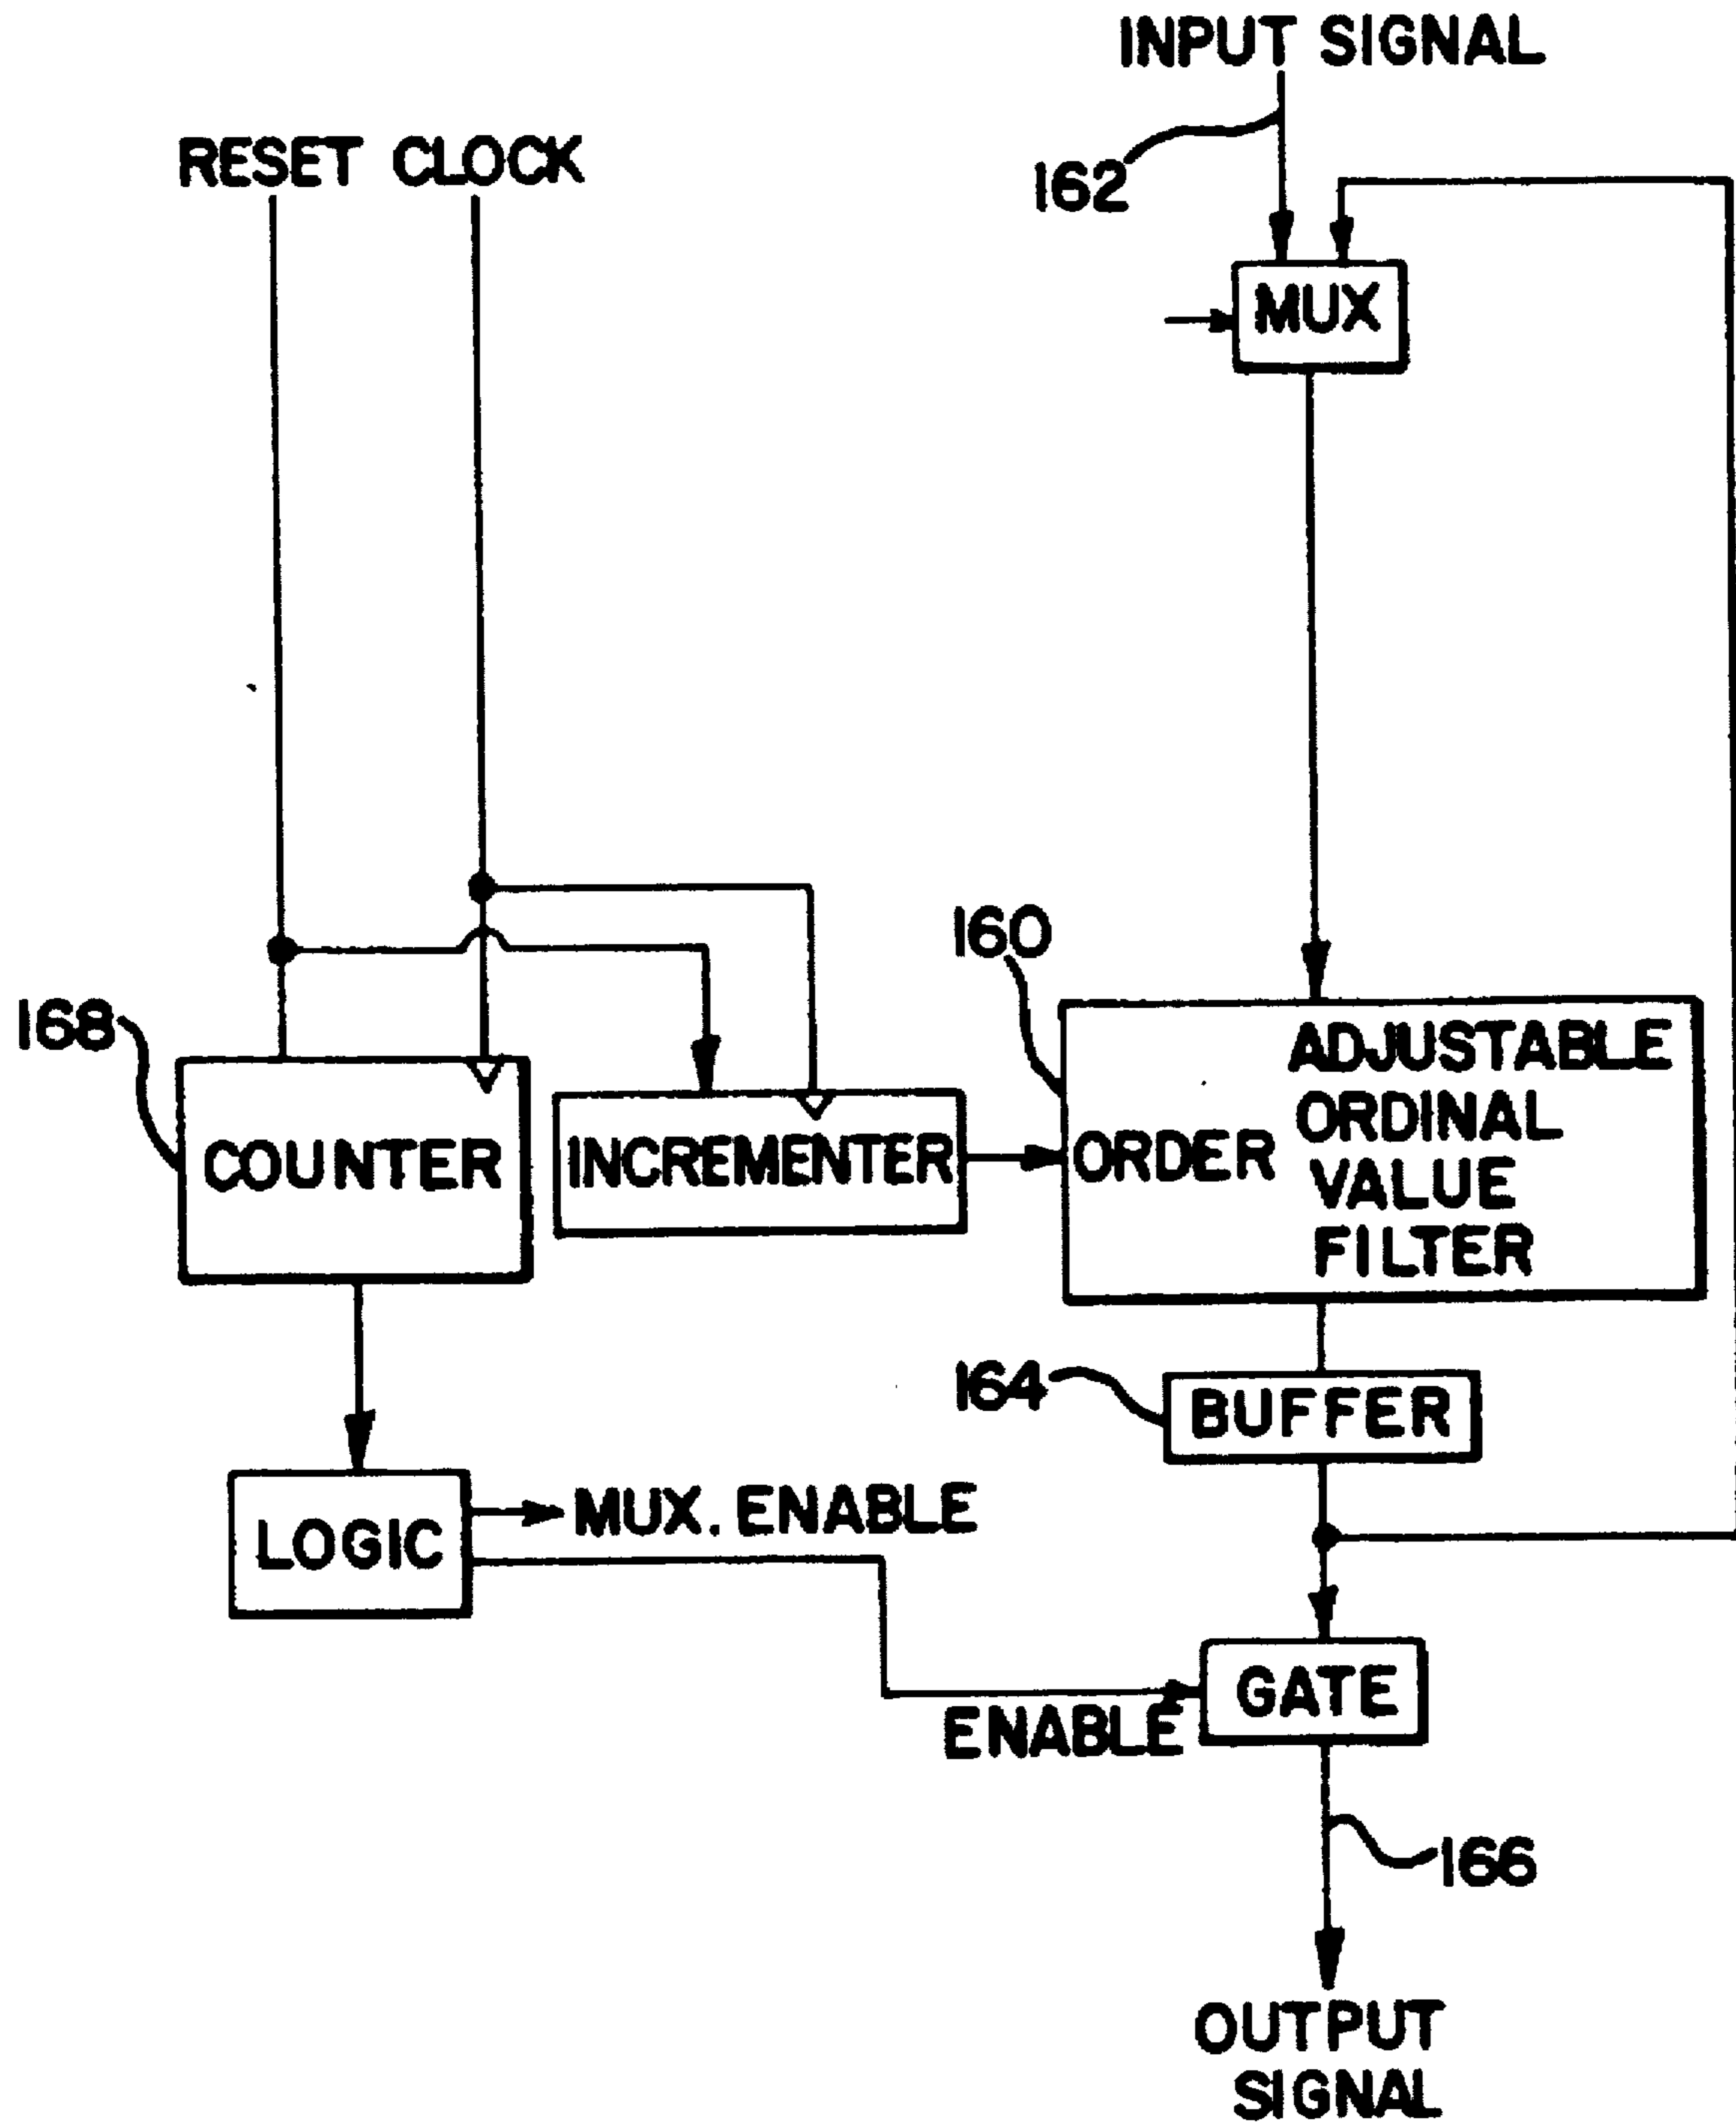 INPUT SIGNAL
RESET CLOCK
162
MUX
160
168
ADJUSTABLE
ORDINAL
VALUE
FILTER
ORDER
COUNTER
INCREMENTER
164
BUFFER
MUX. ENABLE
LOGIC
GATE
ENABLE
166
OUTPUT
SIGNAL